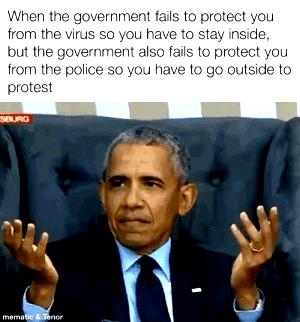 When the government fails to protect you
from the virus so you have to stay inside,
but the government also fails to protect you
from the police so you have to go outside to
protest
SBURG
mematic & Tenor